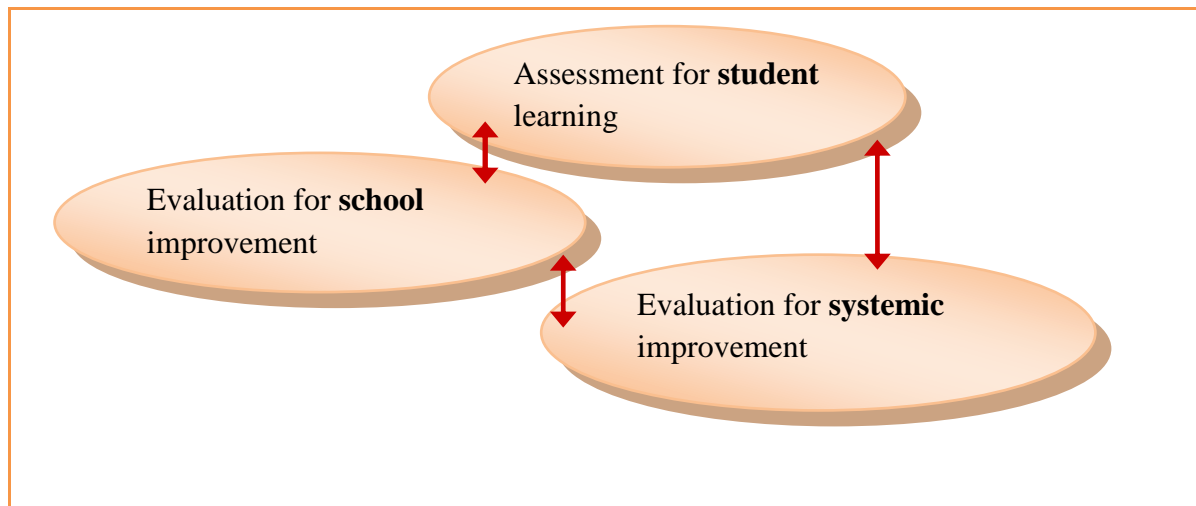 Assessment for student
learning
Evaluation for school
improvement
Evaluation for systemic
improvement